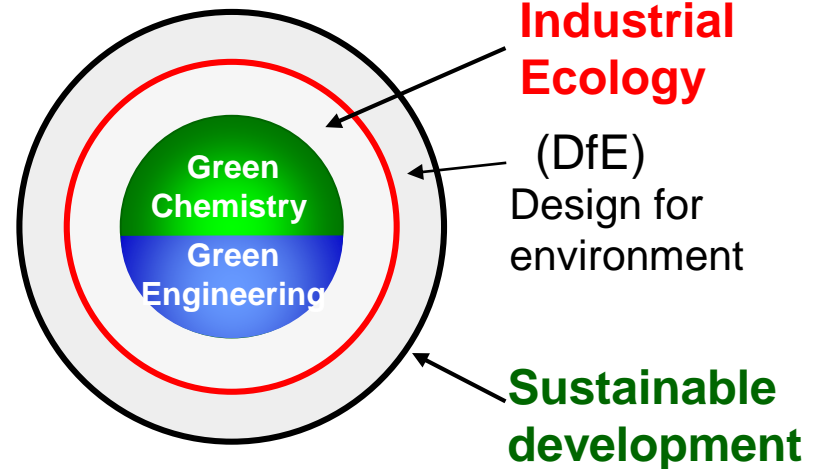 Industrial
Ecology
(DfE)
Design for
environment
Green
Chemistry
Green
Engineering
Sustainable
development